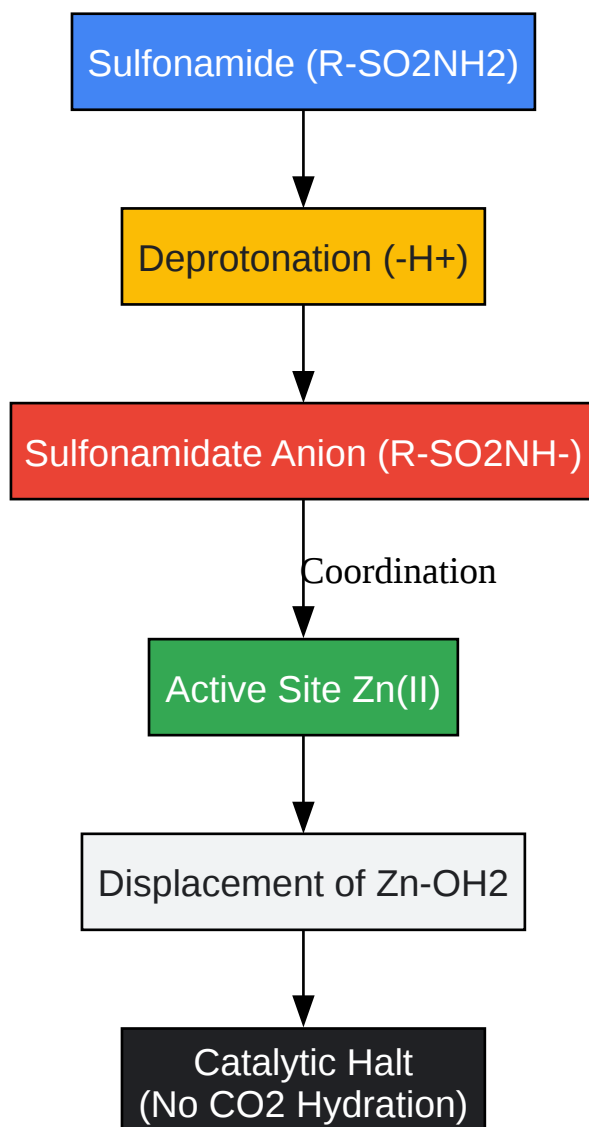 Sulfonamide (R-SO2NH2)
Deprotonation (-H+)
Sulfonamidate Anion (R-SO2NH-)
Coordination
Active Site Zn(II)
Displacement of Zn-OH2
Catalytic Halt
(No CO2 Hydration)